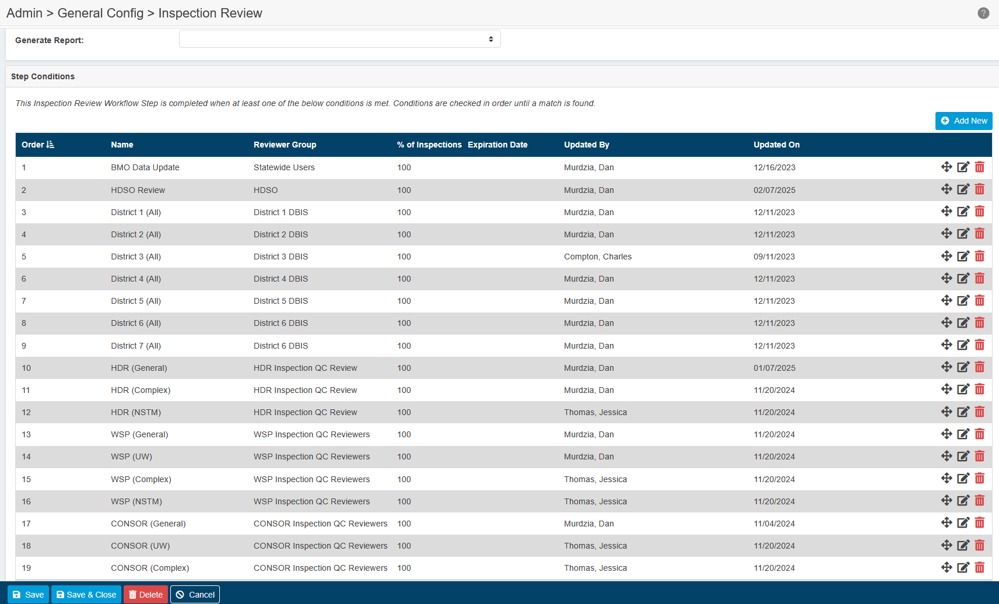 Admin > General Config > Inspection Review
?
Generate Report:
Step Conditions
This Inspection Review Workflow Step is completed when at least one of the below conditions is met. Conditions are checked in order until a match is found.
Add New
Order Name Reviewer Group % of Inspections Expiration Date Updated By Updated On
1 BMO Data Update Statewide Users 100 Murdzia, Dan 12/16/2023
2 HDSO Review HDSO 100 Murdzia, Dan 02/07/2025
3 District 1 (All) District 1 DBIS 100 Murdzia, Dan 12/11/2023
4 District 2 (All) District 2 DBIS 100 Murdzia, Dan 12/11/2023
5 District 3 (All) District 3 DBIS 100 Compton, Charles 09/11/2023
6 District 4 (All) District 4 DBIS 100 Murdzia, Dan 12/11/2023
7 District 5 (All) District 5 DBIS 100 Murdzia, Dan 12/11/2023
8 District 6 (All) District 6 DBIS 100 Murdzia, Dan 12/11/2023
9 District 7 (All) District 6 DBIS 100 Murdzia, Dan 12/11/2023
10 HDR (General) HDR Inspection QC Review 100 Murdzia, Dan 01/07/2025
11 HDR (Complex) HDR Inspection QC Review 100 Murdzia, Dan 11/20/2024
12 HDR (NSTM) HDR Inspection QC Review 100 Thomas, Jessica 11/20/2024
13 WSP (General) WSP Inspection QC Reviewers 100 Murdzia, Dan 11/20/2024
14 WSP (UW) WSP Inspection QC Reviewers 100 Murdzia, Dan 11/20/2024
15 WSP (Complex) WSP Inspection QC Reviewers 100 Thomas, Jessica 11/20/2024
16 WSP (NSTM) WSP Inspection QC Reviewers 100 Thomas, Jessica 11/20/2024
17 CONSOR (General) CONSOR Inspection QC Reviewers 100 Murdzia, Dan 11/04/2024
18 CONSOR (UW) CONSOR Inspection QC Reviewers 100 Thomas, Jessica 11/20/2024
19 CONSOR (Complex) CONSOR Inspection QC Reviewers 100 Thomas, Jessica 11/20/2024
Save Save & Close Delete Cancel